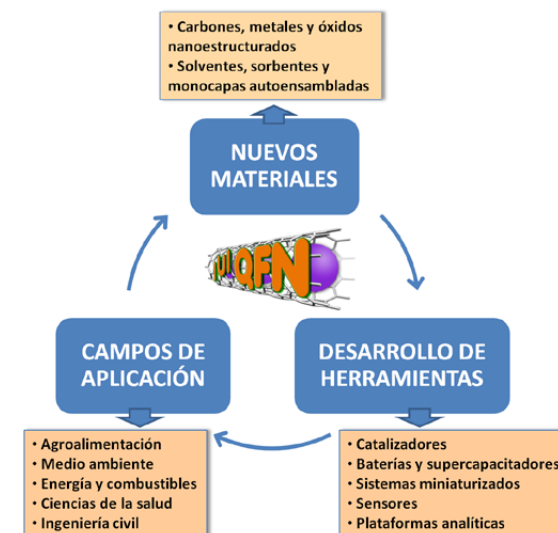 • Carbones, metales y óxidos
nanoestructurados
• Solventes, sorbentes y
monocapas autoensambladas
NUEVOS
MATERIALES
IUIQFN
CAMPOS DE
APLICACIÓN
DESARROLLO DE
HERRAMIENTAS
• Agroalimentación
• Medio ambiente
• Energía y combustibles
• Ciencias de la salud
• Ingeniería civil
• Catalizadores
• Baterías y supercapacitadores
• Sistemas miniaturizados
• Sensores
• Plataformas analíticas